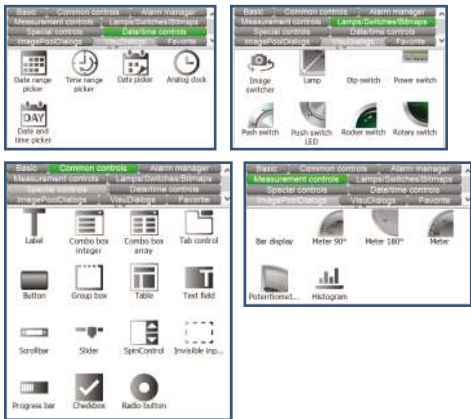 Basic Common controls Alarm manager
Measurement controls Lamps/Switches/Bitmaps
Special controls Date/time controls
ImagePoolDialogs VisuDialogs Favorite
Date range picker
Time range picker
Date picker
Analog clock
DAY
Date and time picker
Basic Common controls Alarm manager
Measurement controls Lamps/Switches/Bitmaps
Special controls Date/time controls
ImagePoolDialogs VisuDialogs Favorite
Image switcher
Lamp
Dip switch
Power switch
Push switch
Push switch LED
Rocker switch
Rotary switch
Basic Common controls Alarm manager
Measurement controls Lamps/Switches/Bitmaps
Special controls Date/time controls
ImagePoolDialogs VisuDialogs Favorite
Label
Combo box integer
Combo box array
Tab control
Button
Group box
Table
Text field
Scrollbar
Slider
SpinControl
Invisible inp...
Progress bar
Checkbox
Radio button
Basic Common controls Alarm manager
Measurement controls Lamps/Switches/Bitmaps
Special controls Date/time controls
ImagePoolDialogs VisuDialogs Favorite
Bar display
Meter 90°
Meter 180°
Meter
Potentiomet...
Histogram